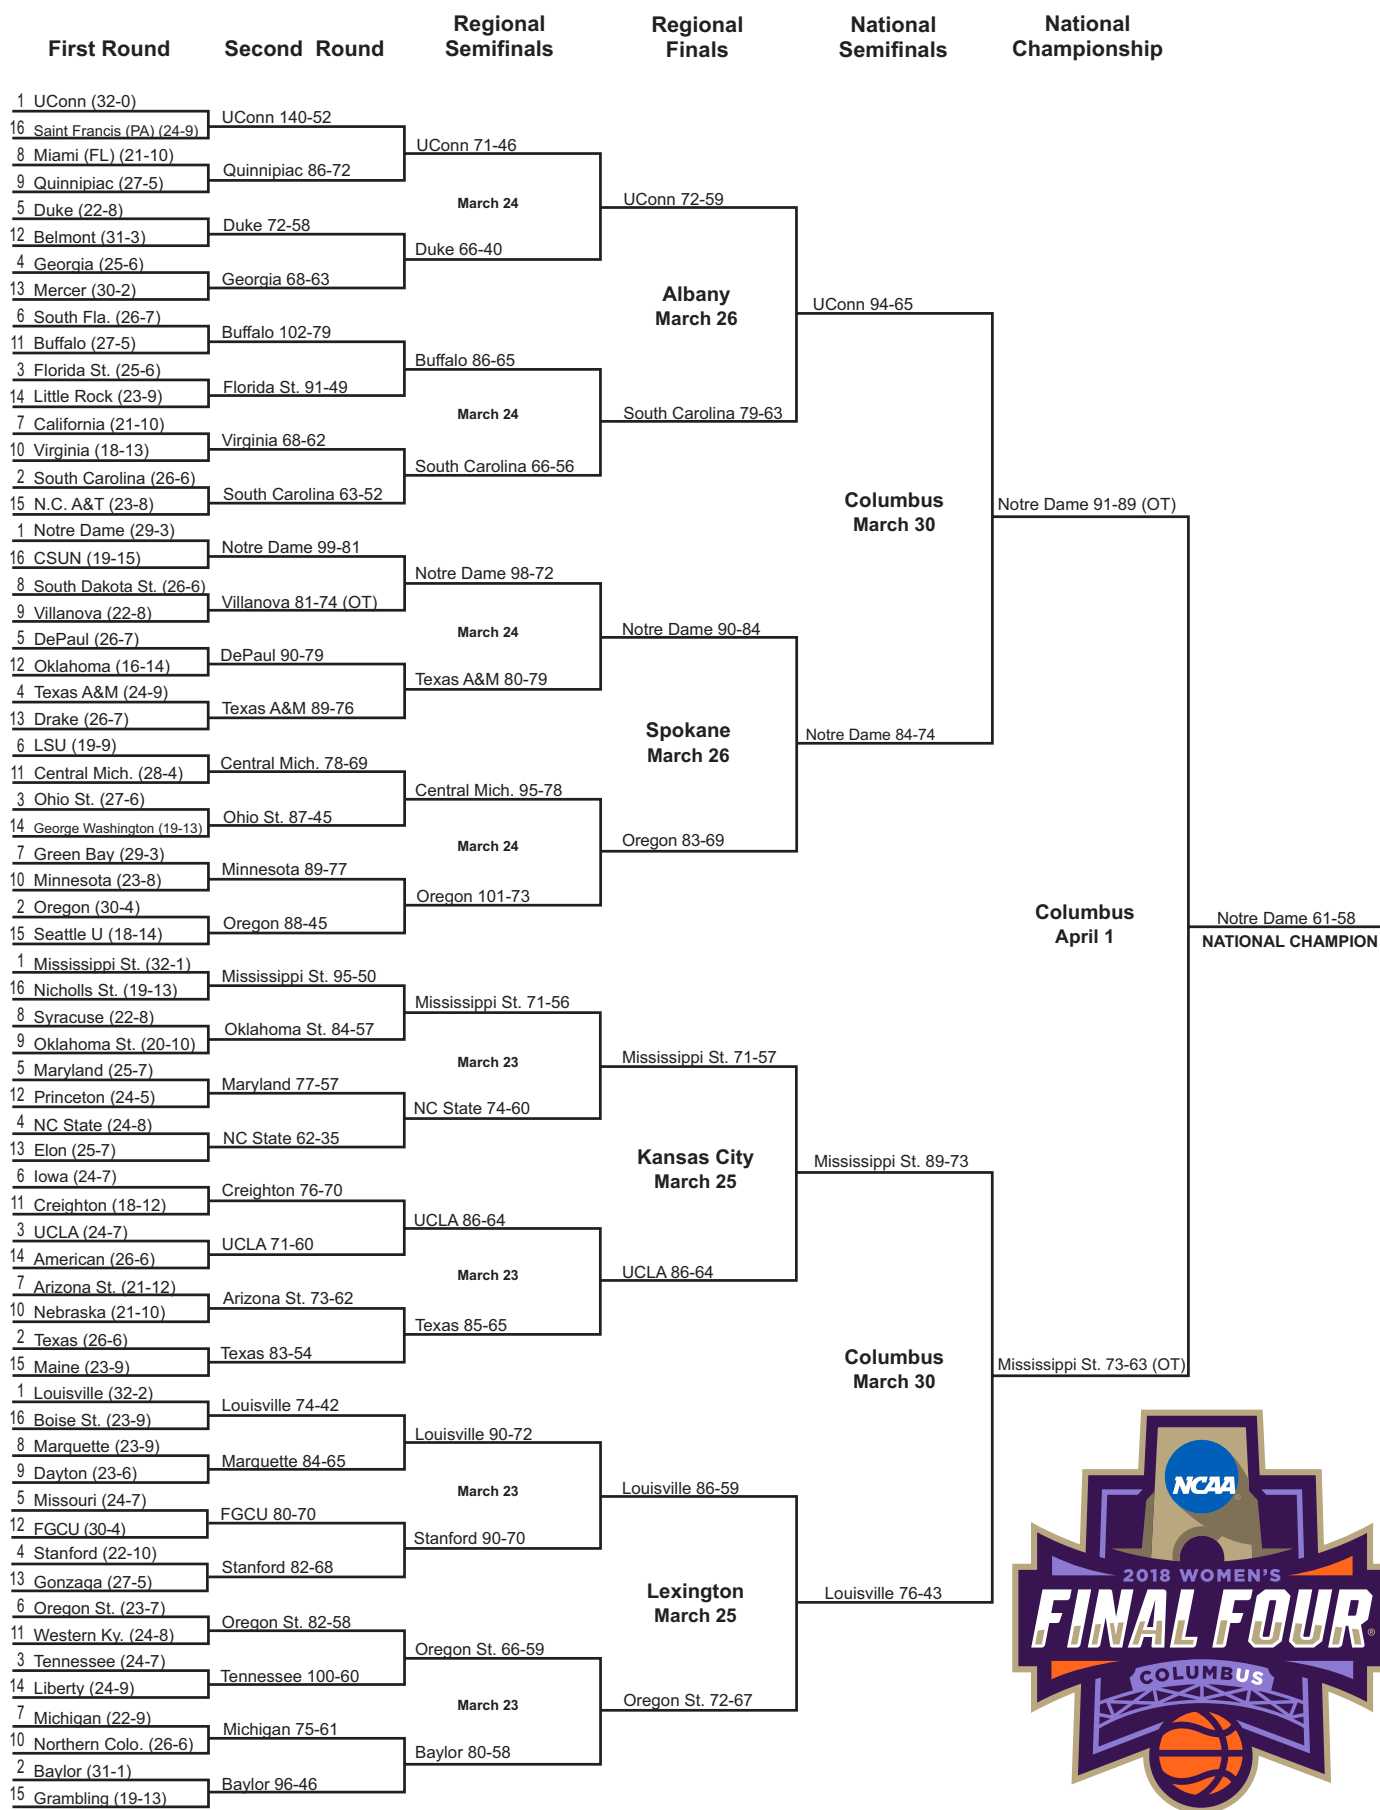 First Round
Second Round
Regional
Semifinals
Regional
Finals
National
Semifinals
National
Championship
1 UConn (32-0)
16 Saint Francis (PA) (24-9)
8 Miami (FL) (21-10)
9 Quinnipiac (27-5)
5 Duke (22-8)
12 Belmont (31-3)
4 Georgia (25-6)
13 Mercer (30-2)
6 South Fla. (26-7)
11 Buffalo (27-5)
3 Florida St. (25-6)
14 Little Rock (23-9)
7 California (21-10)
10 Virginia (18-13)
2 South Carolina (26-6)
15 N.C. A&T (23-8)
1 Notre Dame (29-3)
16 CSUN (19-15)
8 South Dakota St. (26-6)
9 Villanova (22-8)
5 DePaul (26-7)
12 Oklahoma (16-14)
4 Texas A&M (24-9)
13 Drake (26-7)
6 LSU (19-9)
11 Central Mich. (28-4)
3 Ohio St. (27-6)
14 George Washington (19-13)
7 Green Bay (29-3)
10 Minnesota (23-8)
2 Oregon (30-4)
15 Seattle U (18-14)
1 Mississippi St. (32-1)
16 Nicholls St. (19-13)
8 Syracuse (22-8)
9 Oklahoma St. (20-10)
5 Maryland (25-7)
12 Princeton (24-5)
4 NC State (24-8)
13 Elon (25-7)
6 Iowa (24-7)
11 Creighton (18-12)
3 UCLA (24-7)
14 American (26-6)
7 Arizona St. (21-12)
10 Nebraska (21-10)
2 Texas (26-6)
15 Maine (23-9)
1 Louisville (32-2)
16 Boise St. (23-9)
8 Marquette (23-9)
9 Dayton (23-6)
5 Missouri (24-7)
12 FGCU (30-4)
4 Stanford (22-10)
13 Gonzaga (27-5)
6 Oregon St. (23-7)
11 Western Ky. (24-8)
3 Tennessee (24-7)
14 Liberty (24-9)
7 Michigan (22-9)
10 Northern Colo. (26-6)
2 Baylor (31-1)
15 Grambling (19-13)
UConn 140-52
Quinnipiac 86-72
Duke 72-58
Georgia 68-63
Buffalo 102-79
Florida St. 91-49
Virginia 68-62
South Carolina 63-52
Notre Dame 99-81
Villanova 81-74 (OT)
DePaul 90-79
Texas A&M 89-76
Central Mich. 78-69
Ohio St. 87-45
Minnesota 89-77
Oregon 88-45
Mississippi St. 95-50
Oklahoma St. 84-57
Maryland 77-57
NC State 62-35
Creighton 76-70
UCLA 71-60
Arizona St. 73-62
Texas 83-54
Louisville 74-42
Marquette 84-65
FGCU 80-70
Stanford 82-68
Oregon St. 82-58
Tennessee 100-60
Michigan 75-61
Baylor 96-46
UConn 71-46
March 24
Duke 66-40
Buffalo 86-65
March 24
South Carolina 66-56
Notre Dame 98-72
March 24
Texas A&M 80-79
Central Mich. 95-78
March 24
Oregon 101-73
Mississippi St. 71-56
March 23
NC State 74-60
UCLA 86-64
March 23
Texas 85-65
Louisville 90-72
March 23
Stanford 90-70
Oregon St. 66-59
March 23
Baylor 80-58
UConn 72-59
Albany
March 26
South Carolina 79-63
Notre Dame 90-84
Spokane
March 26
Oregon 83-69
Mississippi St. 71-57
Kansas City
March 25
UCLA 86-64
Louisville 86-59
Lexington
March 25
Oregon St. 72-67
UConn 94-65
Columbus
March 30
Notre Dame 84-74
Mississippi St. 89-73
Columbus
March 30
Louisville 76-43
Notre Dame 91-89 (OT)
Columbus
April 1
Mississippi St. 73-63 (OT)
Notre Dame 61-58
NATIONAL CHAMPION
NCAA
®
2018 WOMEN'S
FINAL FOUR
®
COLUMBUS